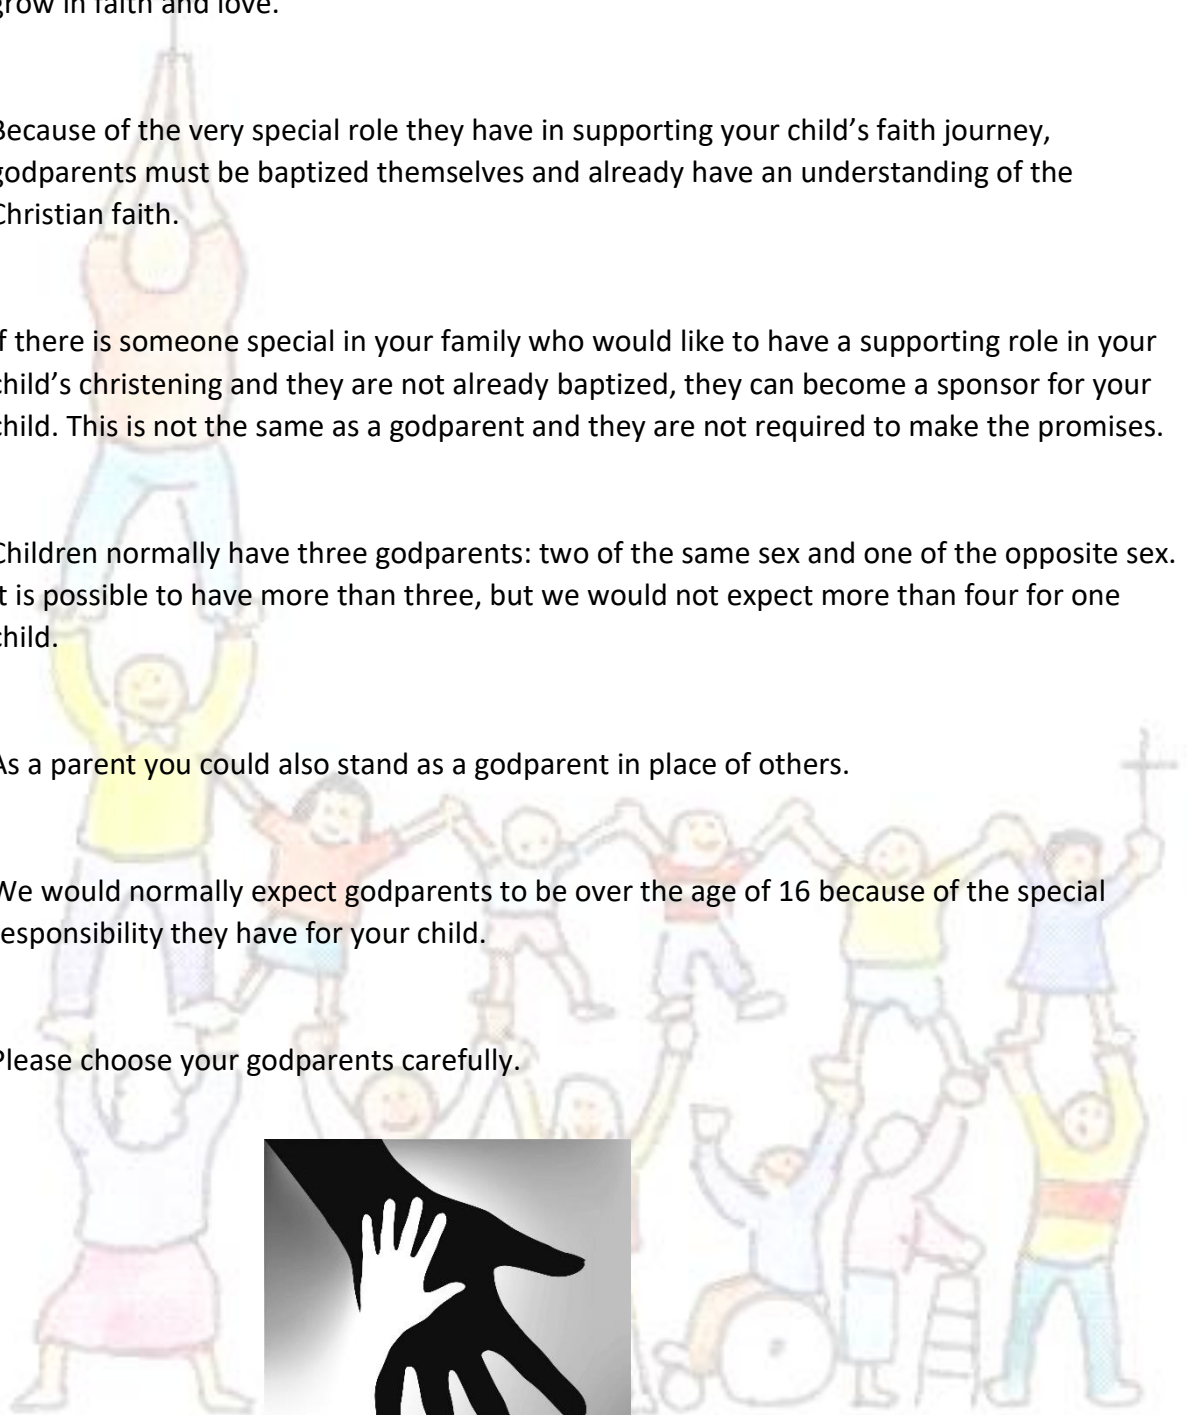 grow in faith and love.
Because of the very special role they have in supporting your child’s faith journey,
godparents must be baptized themselves and already have an understanding of the
Christian faith.
If there is someone special in your family who would like to have a supporting role in your
child’s christening and they are not already baptized, they can become a sponsor for your
child. This is not the same as a godparent and they are not required to make the promises.
Children normally have three godparents: two of the same sex and one of the opposite sex.
It is possible to have more than three, but we would not expect more than four for one
child.
As a parent you could also stand as a godparent in place of others.
We would normally expect godparents to be over the age of 16 because of the special
responsibility they have for your child.
Please choose your godparents carefully.